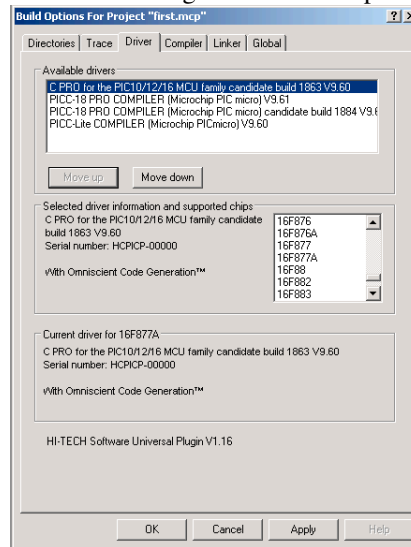 Build Options For Project "first.mcp"
Directories Trace Driver Compiler Linker Global
Available drivers
C PRO for the PIC10/12/16 MCU family candidate build 1863 V9.60
PICC-18 PRO COMPILER (Microchip PIC micro) V9.61
PICC-18 PRO COMPILER (Microchip PIC micro) candidate build 1884 V9.6
PICC-Lite COMPILER (Microchip PICmicro) V9.60
Move up Move down
Selected driver information and supported chips
C PRO for the PIC10/12/16 MCU family candidate
build 1863 V9.60
Serial number: HCPICP-00000
With Omniscient Code Generation™
16F876
16F876A
16F877
16F877A
16F88
16F882
16F883
Current driver for 16F877A
C PRO for the PIC10/12/16 MCU family candidate build 1863 V9.60
Serial number: HCPICP-00000
With Omniscient Code Generation™
HI-TECH Software Universal Plugin V1.16
OK Cancel Apply Help